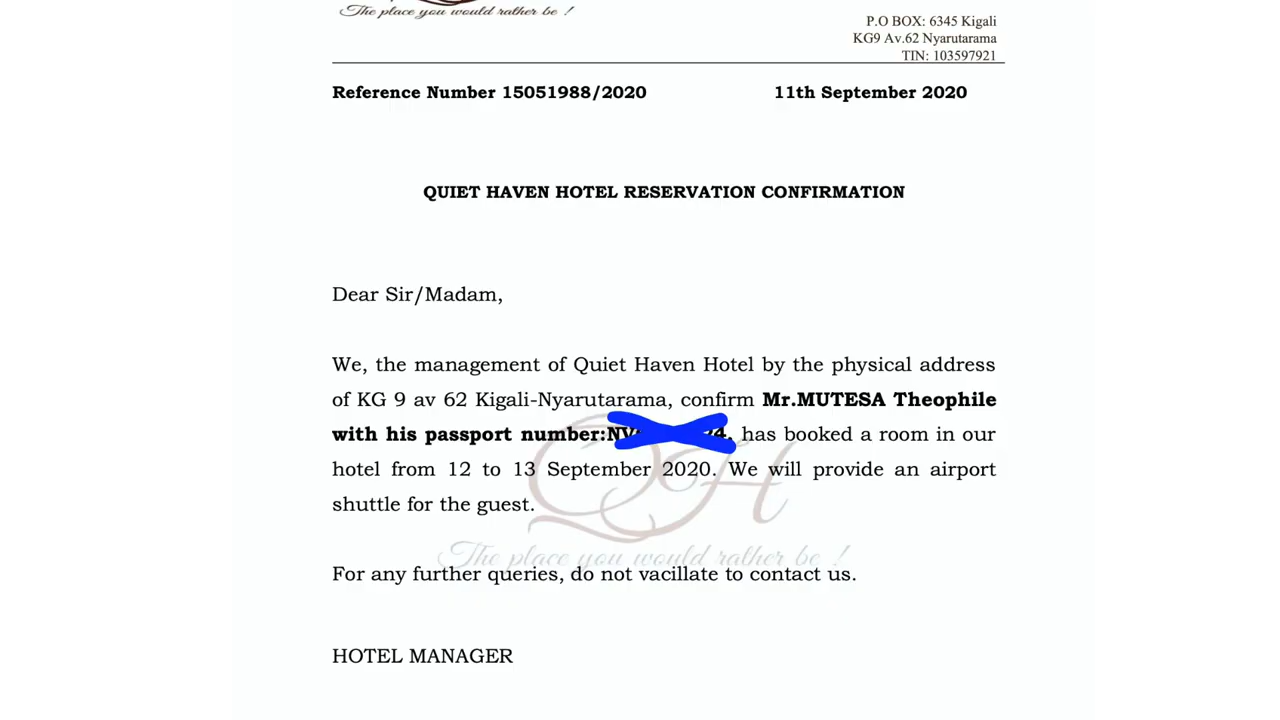 The place you would rather be !
P.O BOX: 6345 Kigali
KG9 Av.62 Nyarutarama
TIN: 103597921
Reference Number 15051988/2020 11th September 2020
QUIET HAVEN HOTEL RESERVATION CONFIRMATION
Dear Sir/Madam,
We, the management of Quiet Haven Hotel by the physical address
of KG 9 av 62 Kigali-Nyarutarama, confirm Mr.MUTESA Theophile
with his passport number: has booked a room in our
hotel from 12 to 13 September 2020. We will provide an airport
shuttle for the guest.
QH
The place you would rather be !
For any further queries, do not vacillate to contact us.
HOTEL MANAGER